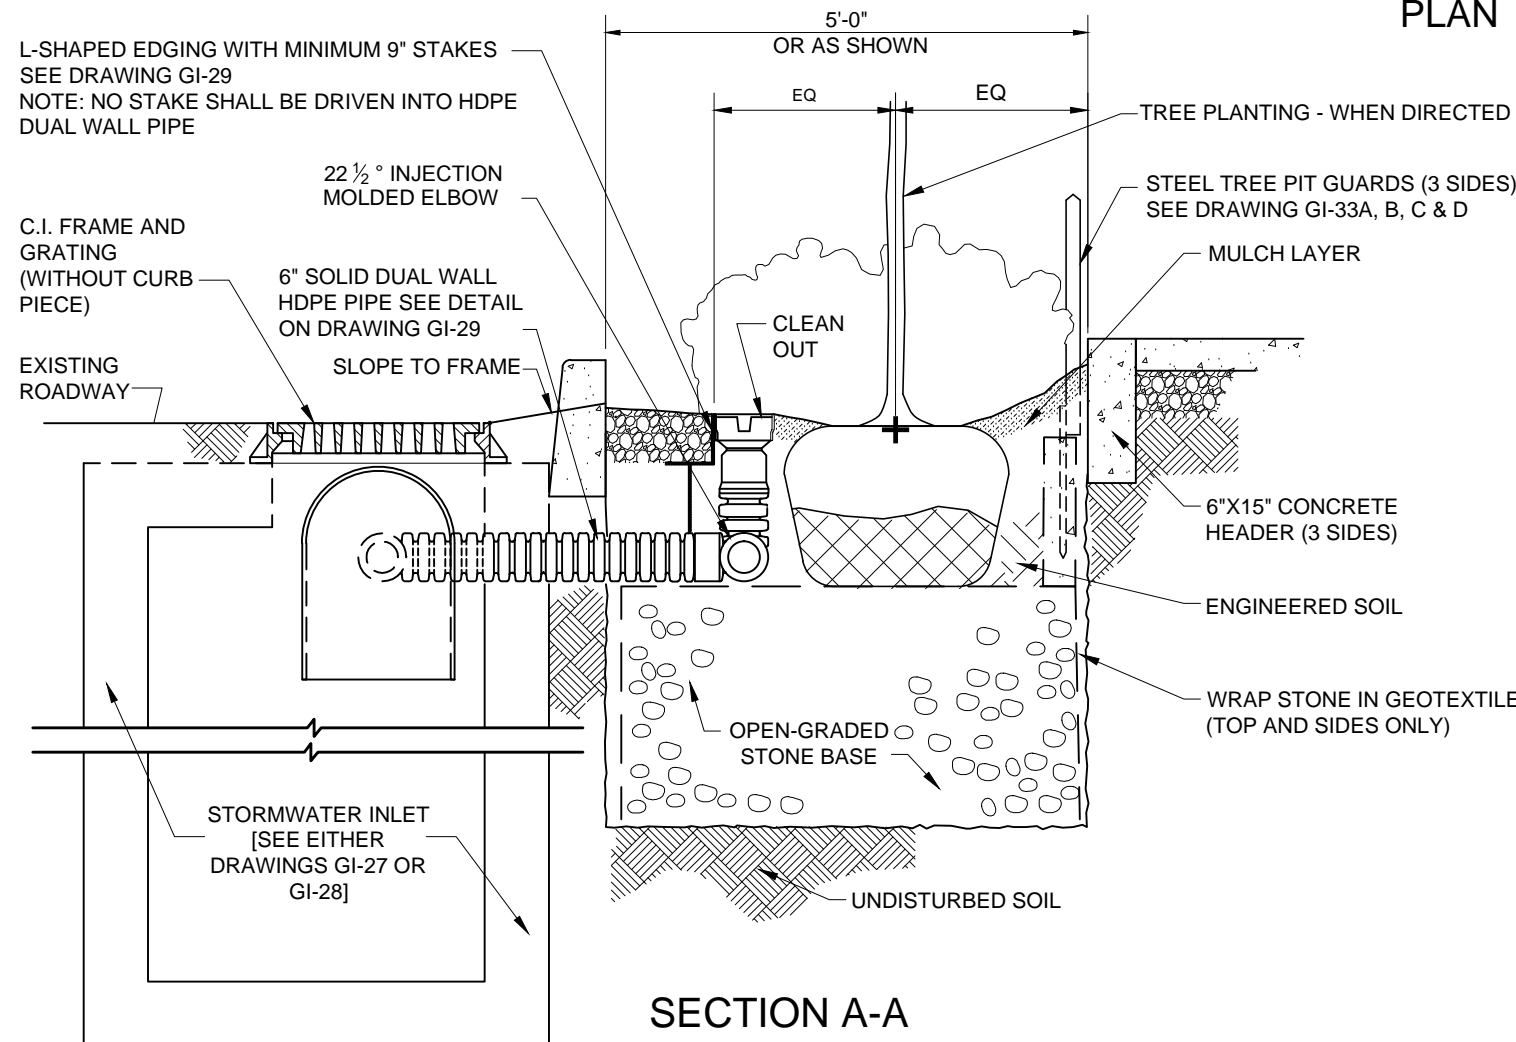 PLAN
5'-0"
OR AS SHOWN
L-SHAPED EDGING WITH MINIMUM 9" STAKES
SEE DRAWING GI-29
NOTE: NO STAKE SHALL BE DRIVEN INTO HDPE
DUAL WALL PIPE
EQ
EQ
TREE PLANTING - WHEN DIRECTED
22 ½ ° INJECTION
MOLDED ELBOW
STEEL TREE PIT GUARDS (3 SIDES)
SEE DRAWING GI-33A, B, C & D
C.I. FRAME AND
GRATING
(WITHOUT CURB
PIECE)
MULCH LAYER
6" SOLID DUAL WALL
HDPE PIPE SEE DETAIL
ON DRAWING GI-29
CLEAN
OUT
SLOPE TO FRAME
EXISTING
ROADWAY
6"X15" CONCRETE
HEADER (3 SIDES)
ENGINEERED SOIL
WRAP STONE IN GEOTEXTILE
(TOP AND SIDES ONLY)
OPEN-GRADED
STONE BASE
STORMWATER INLET
[SEE EITHER
DRAWINGS GI-27 OR
GI-28]
UNDISTURBED SOIL
SECTION A-A